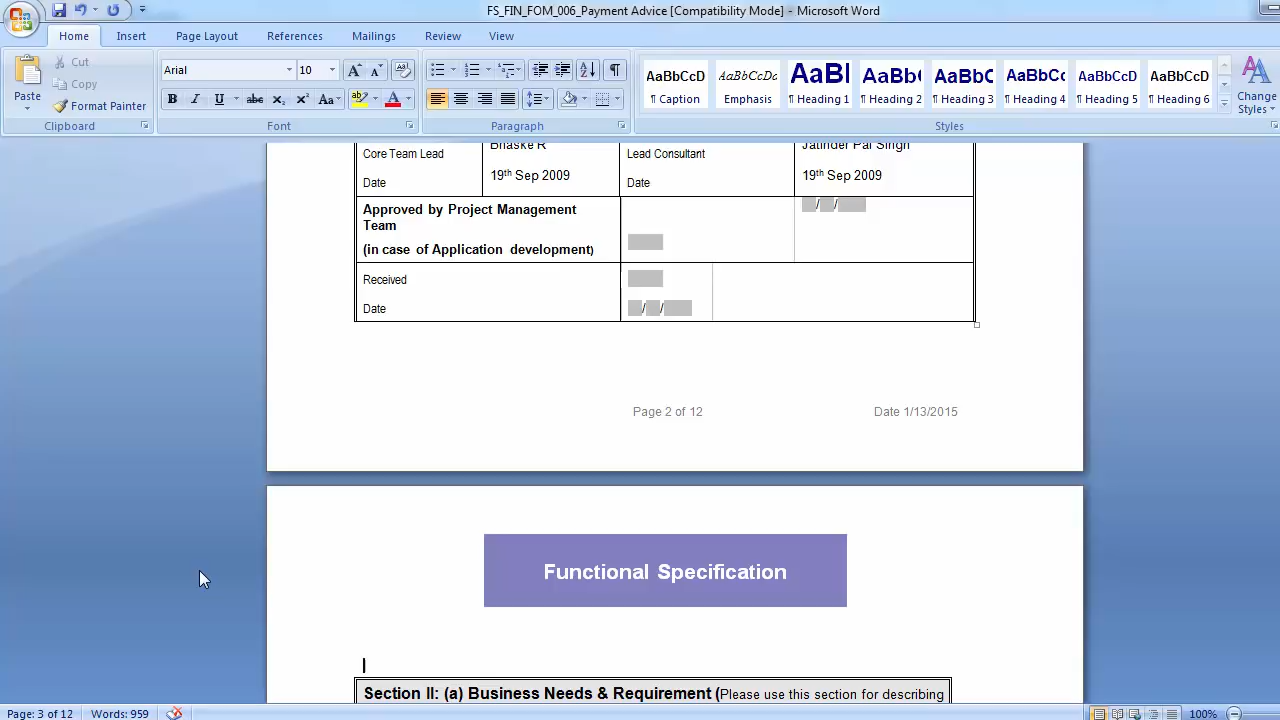 FS_FIN_FOM_006_Payment Advice [Compatibility Mode] - Microsoft Word
Home Insert Page Layout References Mailings Review View
Paste
Cut
Copy
Format Painter
Clipboard
Arial 10
B I U abc X₂ X² Aa ab A
Font
Paragraph
AaBbCcD AaBbCcDc AaBl AaBb( AaBbC AaBbCc AaBbCcD AaBbCcD
¶ Caption Emphasis ¶ Heading 1 ¶ Heading 2 ¶ Heading 3 ¶ Heading 4 ¶ Heading 5 ¶ Heading 6
Change
Styles
Styles
Bhaske R Jatinder Pal Singh
Core Team Lead Lead Consultant
Date 19th Sep 2009 Date 19th Sep 2009
Approved by Project Management
Team
(in case of Application development)
/ /
Received
Date / /
Page 2 of 12 Date 1/13/2015
Functional Specification
Section II: (a) Business Needs & Requirement (Please use this section for describing
Page: 3 of 12 Words: 959 100%